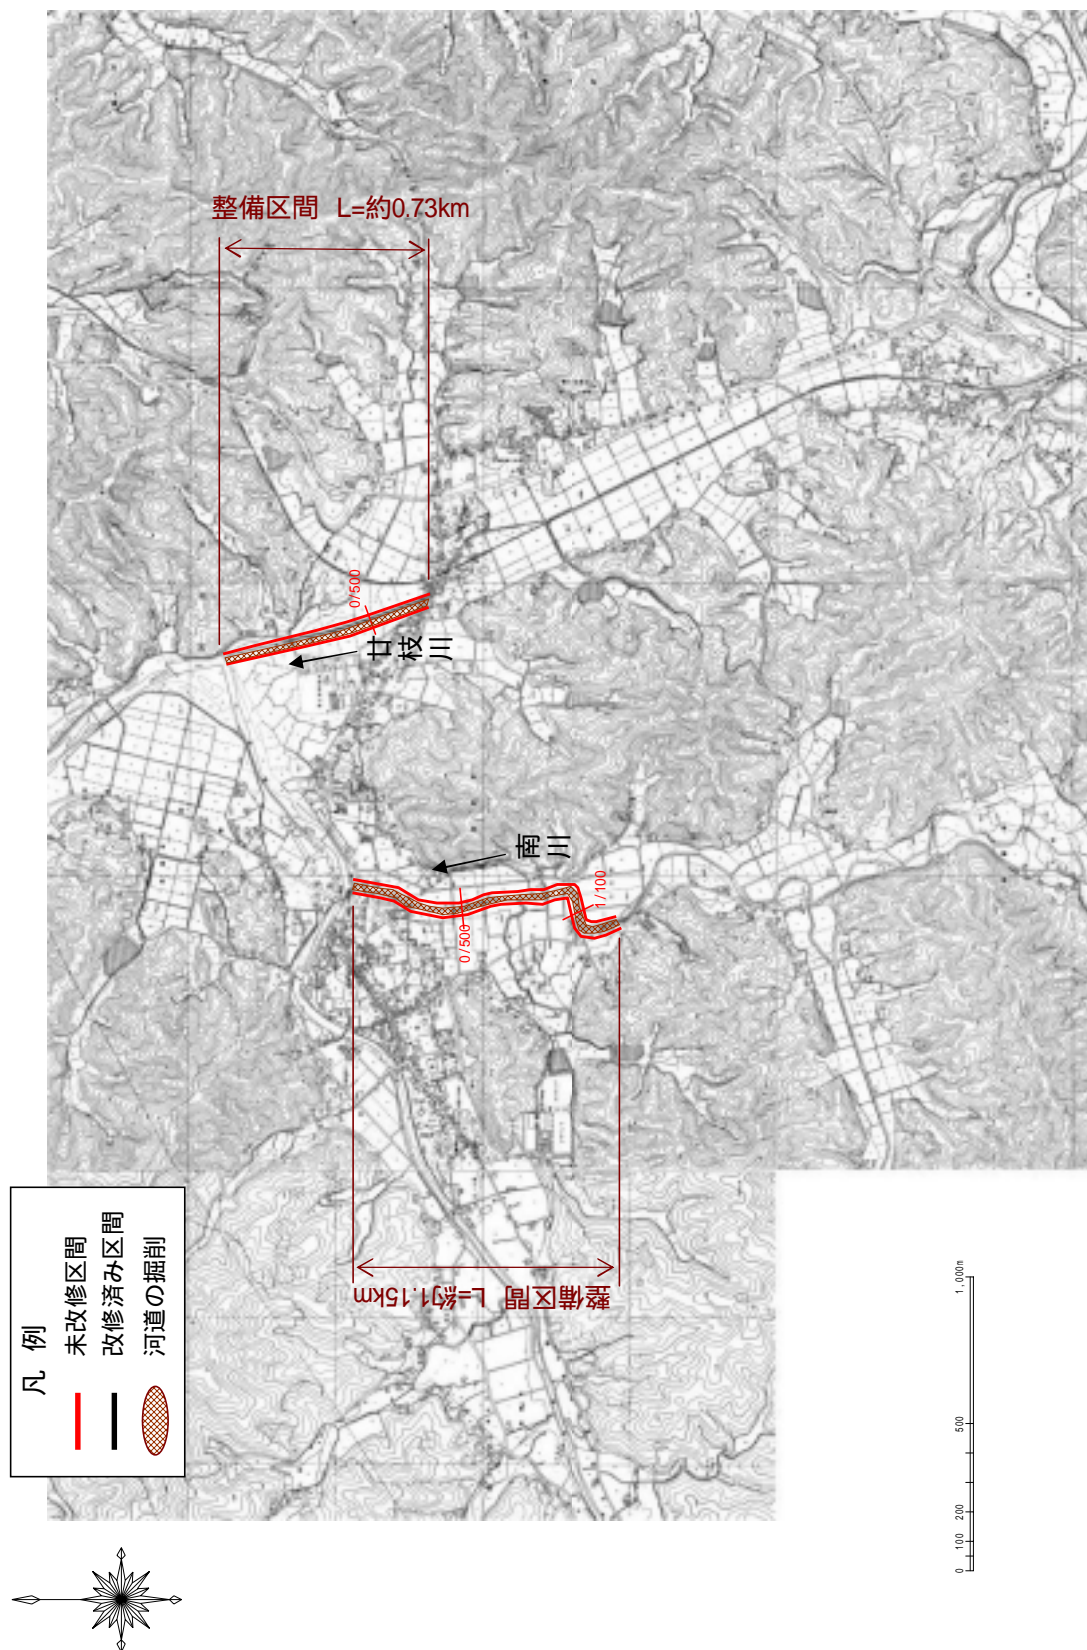 整備区間 L=約0.73km
0/500
廿枝川
南川
0/500
1/100
整備区間 L=約1.15km
凡 例
未改修区間
改修済み区間
河道の掘削
0 100 200 500 1,000m